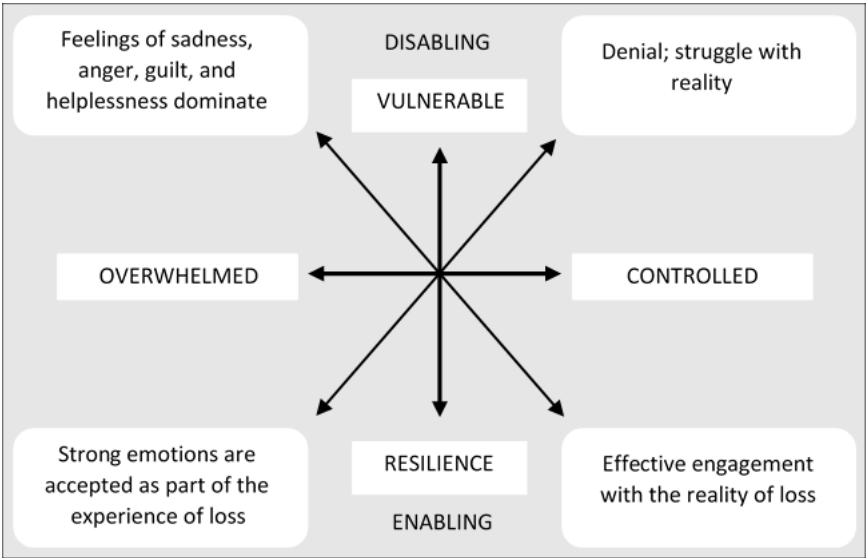 Feelings of sadness,
anger, guilt, and
helplessness dominate
DISABLING
VULNERABLE
Denial; struggle with
reality
OVERWHELMED
CONTROLLED
Strong emotions are
accepted as part of the
experience of loss
RESILIENCE
ENABLING
Effective engagement
with the reality of loss